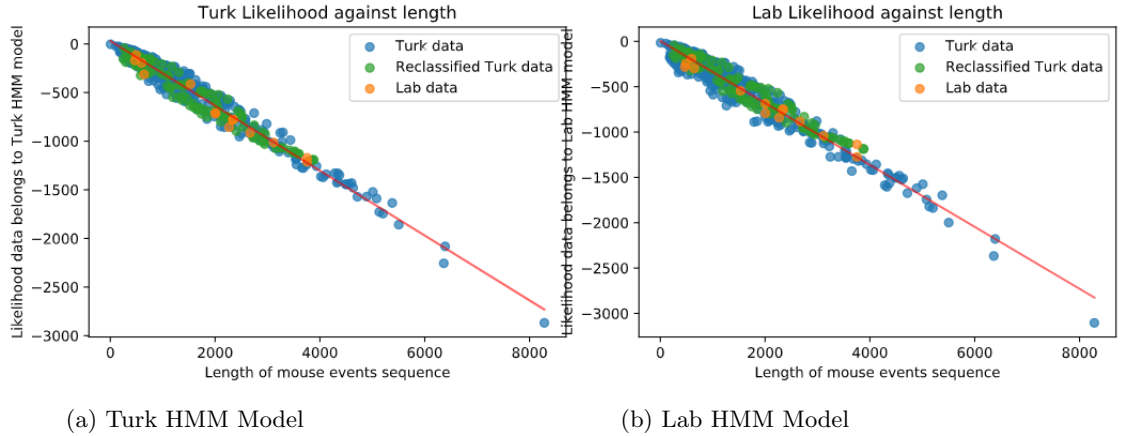 Turk Likelihood against length
Likelihood data belongs to Turk HMM model
0
−500
−1000
−1500
−2000
−2500
−3000
Turk data
Reclassified Turk data
Lab data
0
2000
4000
6000
8000
Length of mouse events sequence
(a) Turk HMM Model
Lab Likelihood against length
Likelihood data belongs to Lab HMM model
0
−500
−1000
−1500
−2000
−2500
−3000
Turk data
Reclassified Turk data
Lab data
0
2000
4000
6000
8000
Length of mouse events sequence
(b) Lab HMM Model